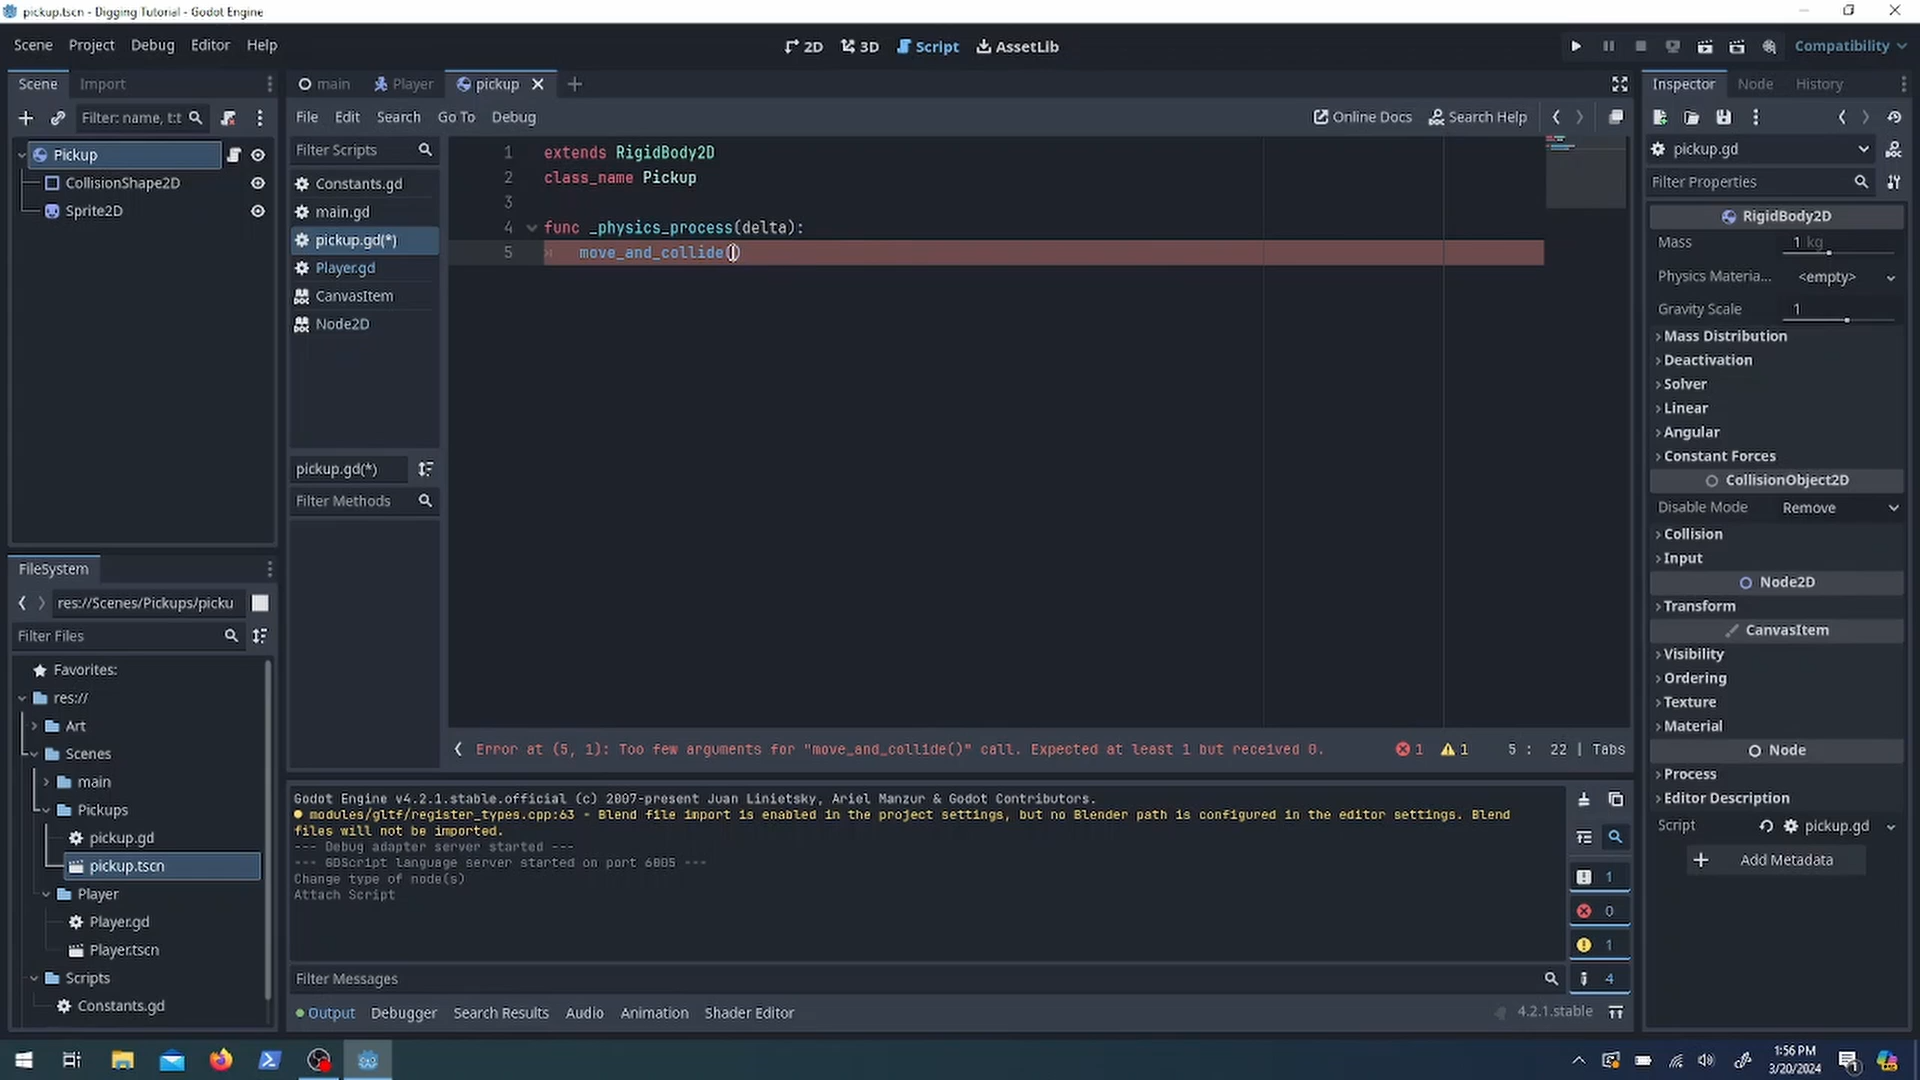 pickup.tscn - Digging Tutorial - Godot Engine
Scene Project Debug Editor Help
2D 3D Script AssetLib
Compatibility
Scene Import
main Player pickup
Inspector Node History
Filter: name, t:t
File Edit Search Go To Debug
Online Docs Search Help
Pickup
CollisionShape2D
Sprite2D
Filter Scripts
Constants.gd
main.gd
pickup.gd(*)
Player.gd
CanvasItem
Node2D
pickup.gd(*)
Filter Methods
1 extends RigidBody2D
2 class_name Pickup
3
4 func _physics_process(delta):
5 move_and_collide()
Error at (5, 1): Too few arguments for "move_and_collide()" call. Expected at least 1 but received 0.
1 1 5 : 22 | Tabs
FileSystem
res://Scenes/Pickups/picku
Filter Files
Favorites:
res://
Art
Scenes
main
Pickups
pickup.gd
pickup.tscn
Player
Player.gd
Player.tscn
Scripts
Constants.gd
Godot Engine v4.2.1.stable.official (c) 2007-present Juan Linietsky, Ariel Manzur & Godot Contributors.
modules/gltf/register_types.cpp:63 - Blend file import is enabled in the project settings, but no Blender path is configured in the editor settings. Blend
files will not be imported.
--- Debug adapter server started ---
--- GDScript language server started on port 6005 ---
Change type of node(s)
Attach Script
1
0
1
4
Filter Messages
Output Debugger Search Results Audio Animation Shader Editor
4.2.1.stable
pickup.gd
Filter Properties
RigidBody2D
Mass 1 kg
Physics Materia... <empty>
Gravity Scale 1
Mass Distribution
Deactivation
Solver
Linear
Angular
Constant Forces
CollisionObject2D
Disable Mode Remove
Collision
Input
Node2D
Transform
CanvasItem
Visibility
Ordering
Texture
Material
Node
Process
Editor Description
Script pickup.gd
Add Metadata
1:56 PM
3/20/2024